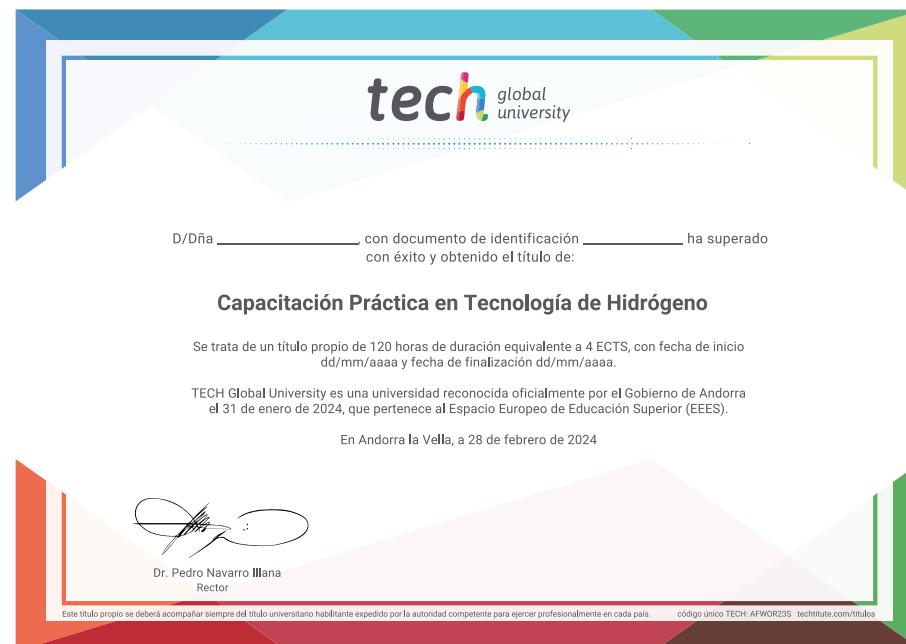 tech global university
D/Dña ____________, con documento de identificación ____________ ha superado
con éxito y obtenido el título de:
Capacitación Práctica en Tecnología de Hidrógeno
Se trata de un título propio de 120 horas de duración equivalente a 4 ECTS, con fecha de inicio
dd/mm/aaaa y fecha de finalización dd/mm/aaaa.
TECH Global University es una universidad reconocida oficialmente por el Gobierno de Andorra
el 31 de enero de 2024, que pertenece al Espacio Europeo de Educación Superior (EEES).
En Andorra la Vella, a 28 de febrero de 2024
Dr. Pedro Navarro Illana
Rector
Este título propio se deberá acompañar siempre del título universitario habilitante expedido por la autoridad competente para ejercer profesionalmente en cada país. código único TECH: AFWOR23S techtitute.com/titulos